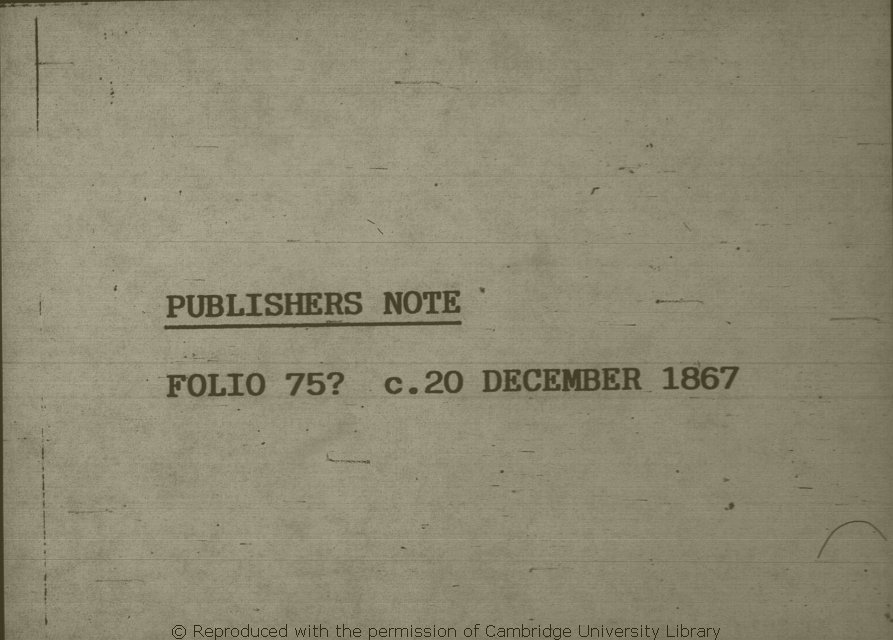 PUBLISHERS NOTE
FOLIO 75? c.20 DECEMBER 1867
© Reproduced with the permission of Cambridge University Library